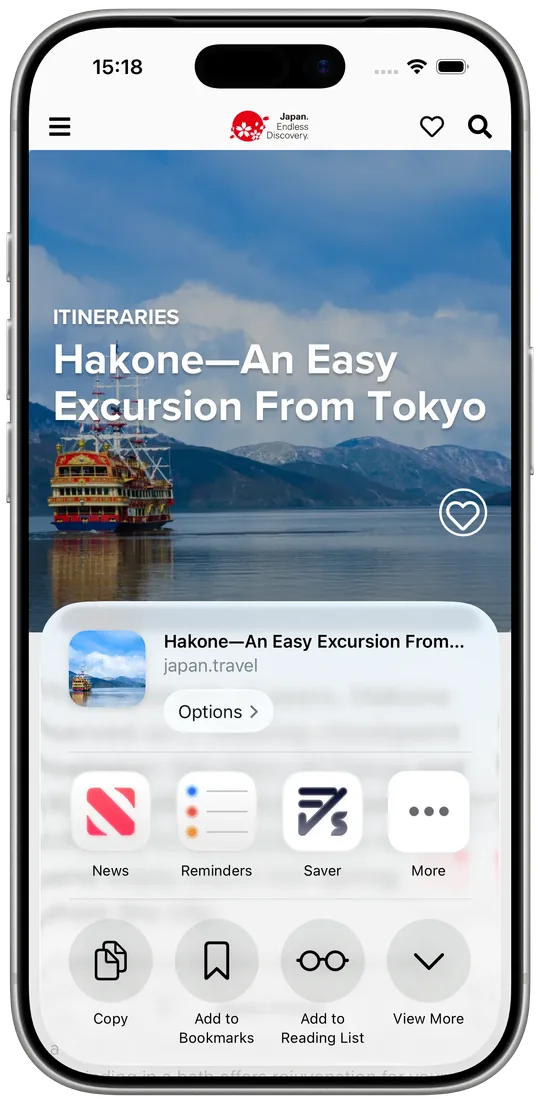 15:18
Japan.
Endless
Discovery.
ITINERARIES
Hakone—An Easy
Excursion From Tokyo
Hakone—An Easy Excursion From...
japan.travel
Options
News
Reminders
Saver
More
Copy
Add to
Bookmarks
Add to
Reading List
View More